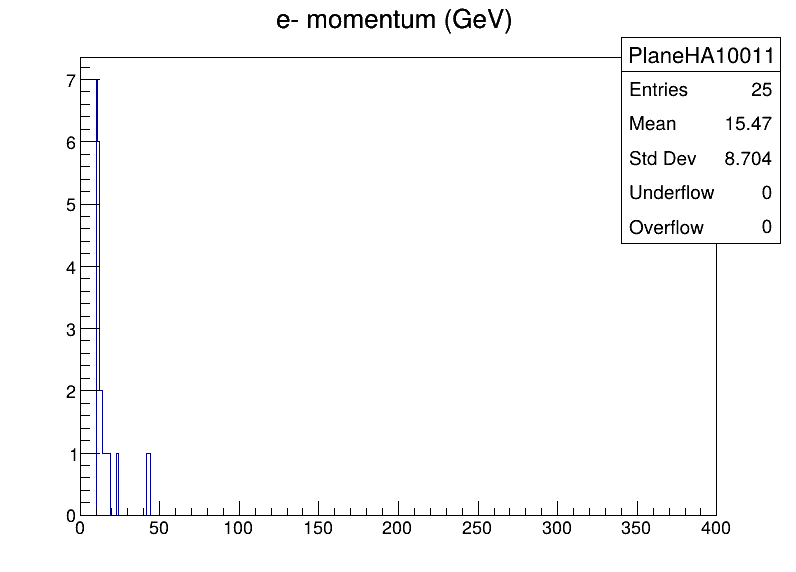 e- momentum (GeV)
PlaneHA10011
Entries 25
Mean 15.47
Std Dev 8.704
Underflow 0
Overflow 0
7
6
5
4
3
2
1
0
0 50 100 150 200 250 300 350 400